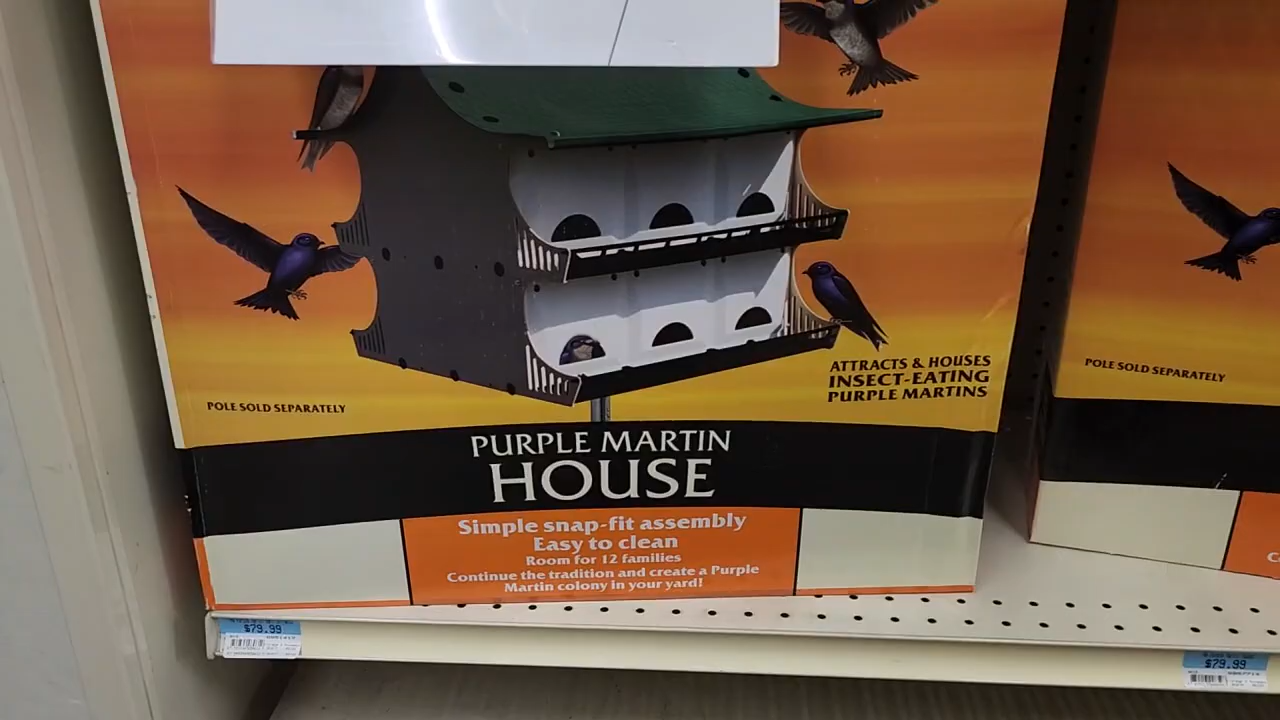 ATTRACTS & HOUSES
INSECT-EATING
PURPLE MARTINS
POLE SOLD SEPARATELY
PURPLE MARTIN
HOUSE
Simple snap-fit assembly
Easy to clean
Room for 12 families
Continue the tradition and create a Purple
Martin colony in your yard!
$79.99
POLE SOLD SEPARATELY
$79.99